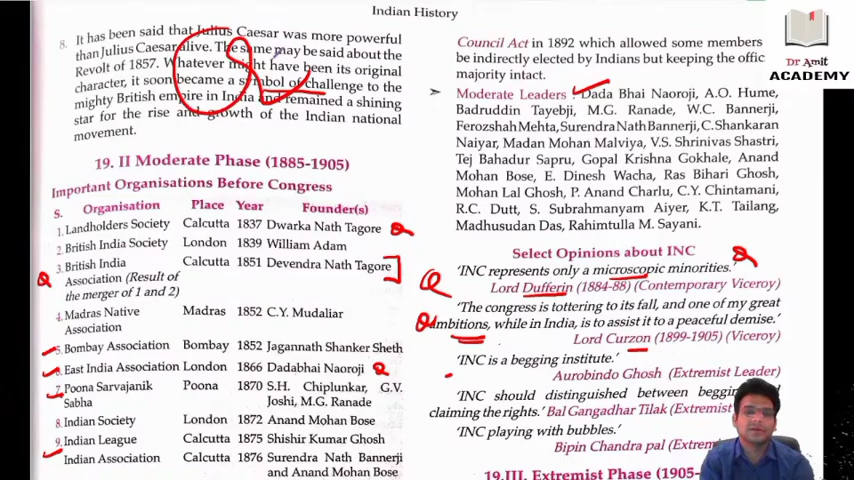 Indian History
8. It has been said that Julius Caesar was more powerful
than Julius Caesar alive. The same may be said about the
Revolt of 1857. Whatever might have been its original
character, it soon became a symbol of challenge to the
mighty British empire in India and remained a shining
star for the rise and growth of the Indian national
movement.
19. II Moderate Phase (1885-1905)
Important Organisations Before Congress
S. Organisation Place Year Founder(s)
1. Landholders Society Calcutta 1837 Dwarka Nath Tagore
2. British India Society London 1839 William Adam
3. British India Calcutta 1851 Devendra Nath Tagore
Association (Result of
the merger of 1 and 2)
4. Madras Native Madras 1852 C.Y. Mudaliar
Association
5. Bombay Association Bombay 1852 Jagannath Shanker Sheth
East India Association London 1866 Dadabhai Naoroji
7. Poona Sarvajanik Poona 1870 S.H. Chiplunkar, G.V.
Sabha Joshi, M.G. Ranade
8. Indian Society London 1872 Anand Mohan Bose
9. Indian League Calcutta 1875 Shishir Kumar Ghosh
Indian Association Calcutta 1876 Surendra Nath Bannerji
and Anand Mohan Bose
Council Act in 1892 which allowed some members
be indirectly elected by Indians but keeping the offic
majority intact.
➤ Moderate Leaders : Dada Bhai Naoroji, A.O. Hume,
Badruddin Tayebji, M.G. Ranade, W.C. Bannerji,
Ferozshah Mehta, Surendra Nath Bannerji, C. Shankaran
Naiyar, Madan Mohan Malviya, V.S. Shrinivas Shastri,
Tej Bahadur Sapru, Gopal Krishna Gokhale, Anand
Mohan Bose, E. Dinesh Wacha, Ras Bihari Ghosh,
Mohan Lal Ghosh, P. Anand Charlu, C.Y. Chintamani,
R.C. Dutt, S. Subrahmanyam Aiyer, K.T. Tailang,
Madhusudan Das, Rahimtulla M. Sayani.
Select Opinions about INC
'INC represents only a microscopic minorities.'
Lord Dufferin (1884-88) (Contemporary Viceroy)
'The congress is tottering to its fall, and one of my great
ambitions, while in India, is to assist it to a peaceful demise.'
Lord Curzon (1899-1905) (Viceroy)
'INC is a begging institute.'
Aurobindo Ghosh (Extremist Leader)
'INC should distinguished between begging
claiming the rights.' Bal Gangadhar Tilak (Extremist
'INC playing with bubbles.'
Bipin Chandra pal (Extrem
19.III. Extremist Phase (1905-
Dr Amit
ACADEMY